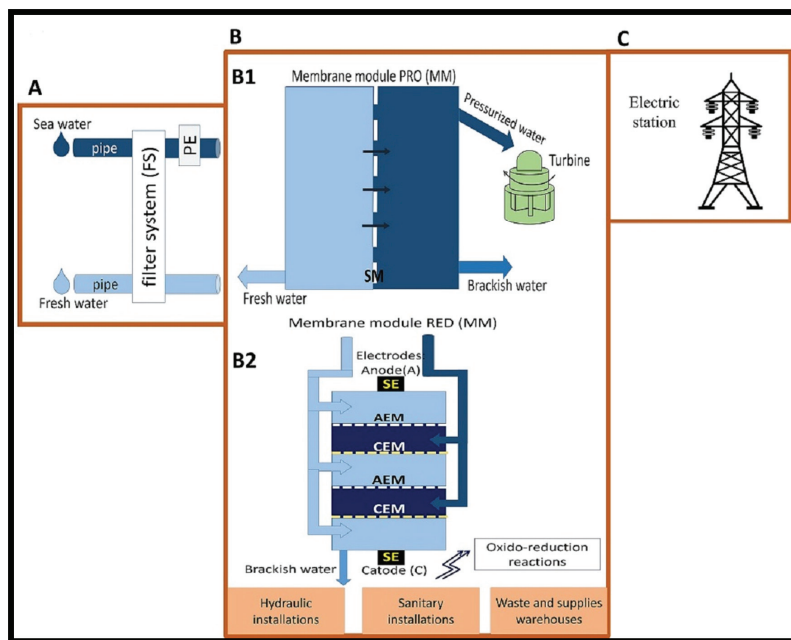 A
Sea water
pipe
PE
filter system (FS)
pipe
Fresh water
B
B1
Membrane module PRO (MM)
Pressurized water
Turbine
SM
Fresh water
Brackish water
Membrane module RED (MM)
B2
Electrodes
Anode(A)
SE
AEM
CEM
AEM
CEM
SE
Brackish water
Catode (C)
Oxido-reduction
reactions
Hydraulic
installations
Sanitary
installations
Waste and supplies
warehouses
C
Electric
station